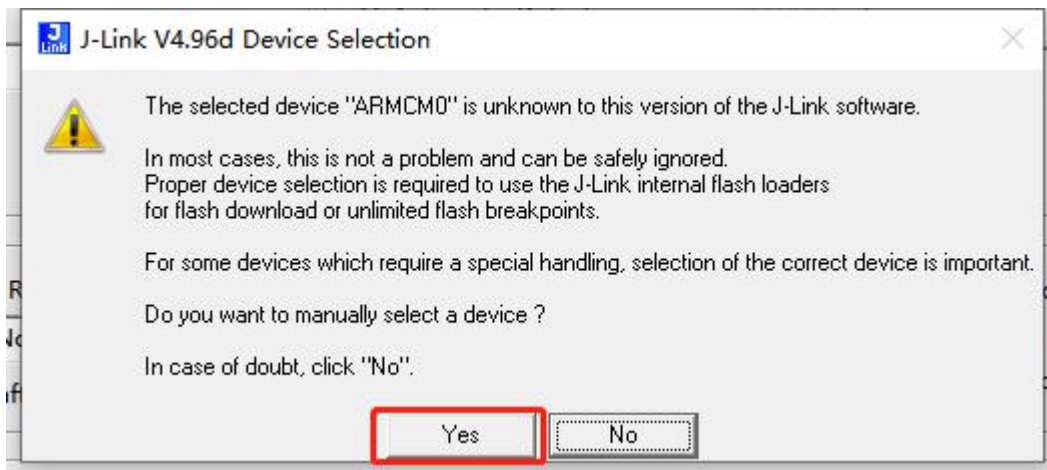 J-Link V4.96d Device Selection
The selected device "ARMCM0" is unknown to this version of the J-Link software.
In most cases, this is not a problem and can be safely ignored.
Proper device selection is required to use the J-Link internal flash loaders
for flash download or unlimited flash breakpoints.
For some devices which require a special handling, selection of the correct device is important.
Do you want to manually select a device ?
In case of doubt, click "No".
Yes
No